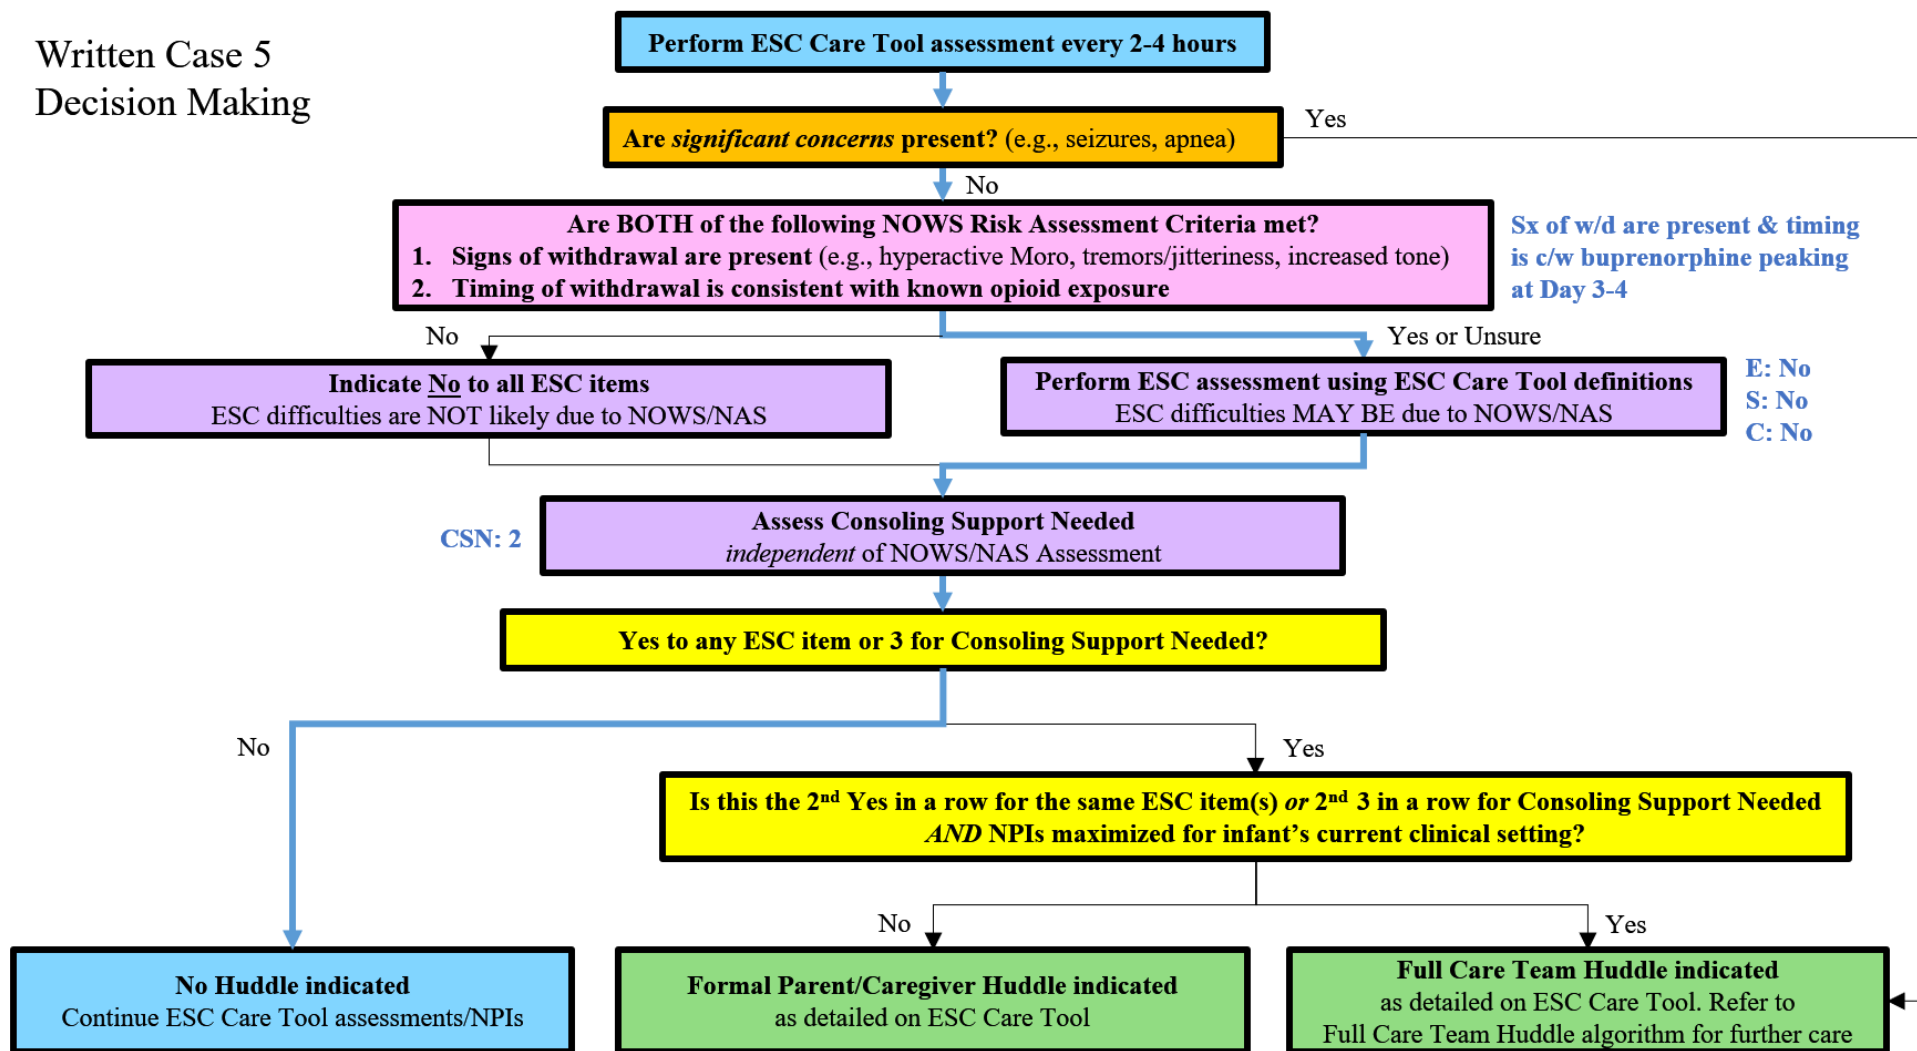 Written Case 5
Decision Making
Perform ESC Care Tool assessment every 2-4 hours
Are significant concerns present? (e.g., seizures, apnea)
Yes
No
Are BOTH of the following NOWS Risk Assessment Criteria met?
1. Signs of withdrawal are present (e.g., hyperactive Moro, tremors/jitteriness, increased tone)
2. Timing of withdrawal is consistent with known opioid exposure
Sx of w/d are present & timing
is c/w buprenorphine peaking
at Day 3-4
No
Yes or Unsure
Indicate No to all ESC items
ESC difficulties are NOT likely due to NOWS/NAS
Perform ESC assessment using ESC Care Tool definitions
ESC difficulties MAY BE due to NOWS/NAS
E: No
S: No
C: No
CSN: 2
Assess Consoling Support Needed
independent of NOWS/NAS Assessment
Yes to any ESC item or 3 for Consoling Support Needed?
No
Yes
Is this the 2nd Yes in a row for the same ESC item(s) or 2nd 3 in a row for Consoling Support Needed
AND NPIs maximized for infant's current clinical setting?
No
Yes
No Huddle indicated
Continue ESC Care Tool assessments/NPIs
Formal Parent/Caregiver Huddle indicated
as detailed on ESC Care Tool
Full Care Team Huddle indicated
as detailed on ESC Care Tool. Refer to
Full Care Team Huddle algorithm for further care